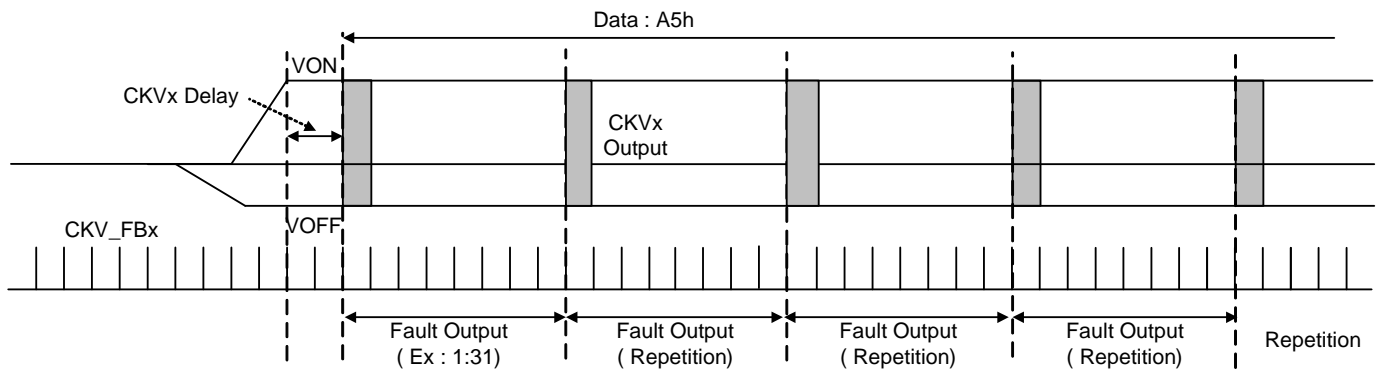 Data : A5h
VON
CKVx Delay
CKVx
Output
VOFF
CKV_FBx
Fault Output
( Ex : 1:31)
Fault Output
( Repetition)
Fault Output
( Repetition)
Fault Output
( Repetition)
Repetition